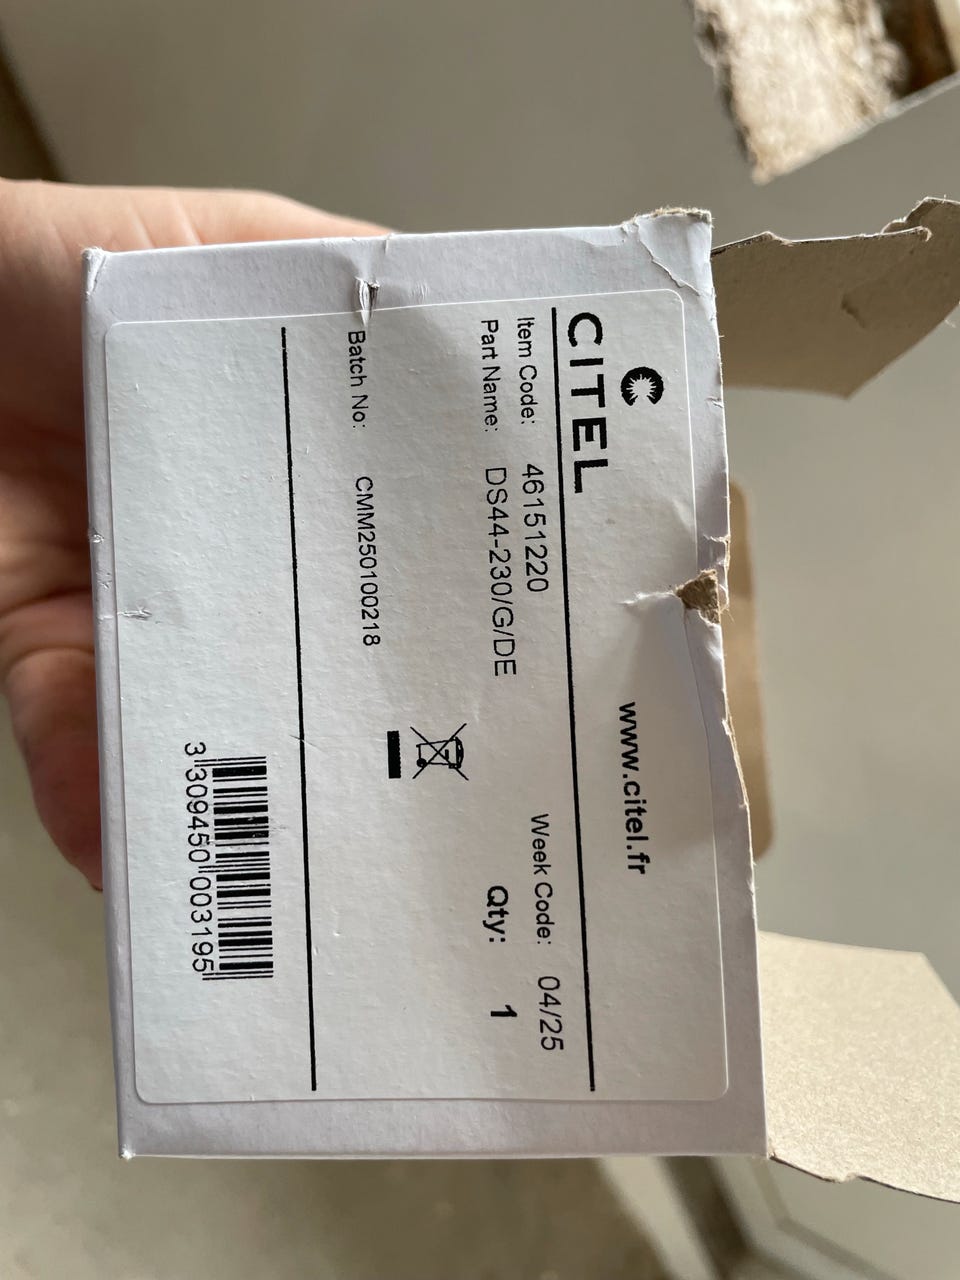 CITEL www.citel.fr
Item Code: 46151220 Week Code: 04/25
Part Name: DS44-230/G/DE Qty: 1
Batch No: CMM250100218
3 309450 003195